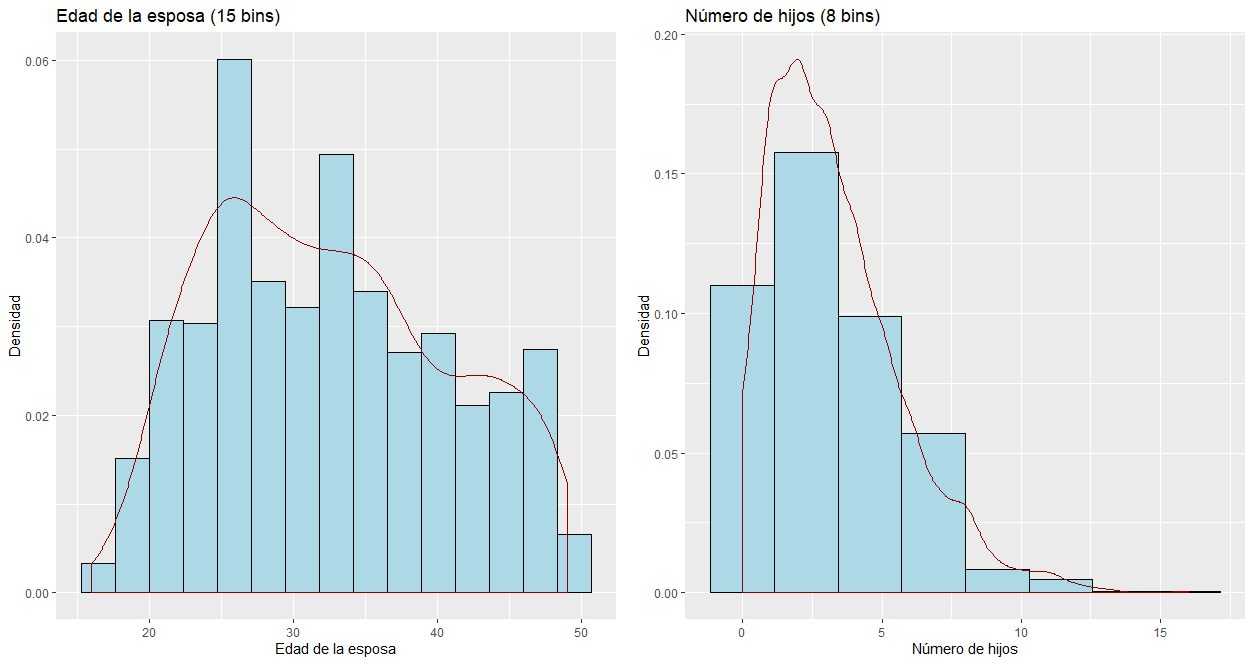 Edad de la esposa (15 bins)
Densidad
0.06
0.04
0.02
0.00
20 30 40 50
Edad de la esposa
Número de hijos (8 bins)
Densidad
0.20
0.15
0.10
0.05
0.00
0 5 10 15
Número de hijos